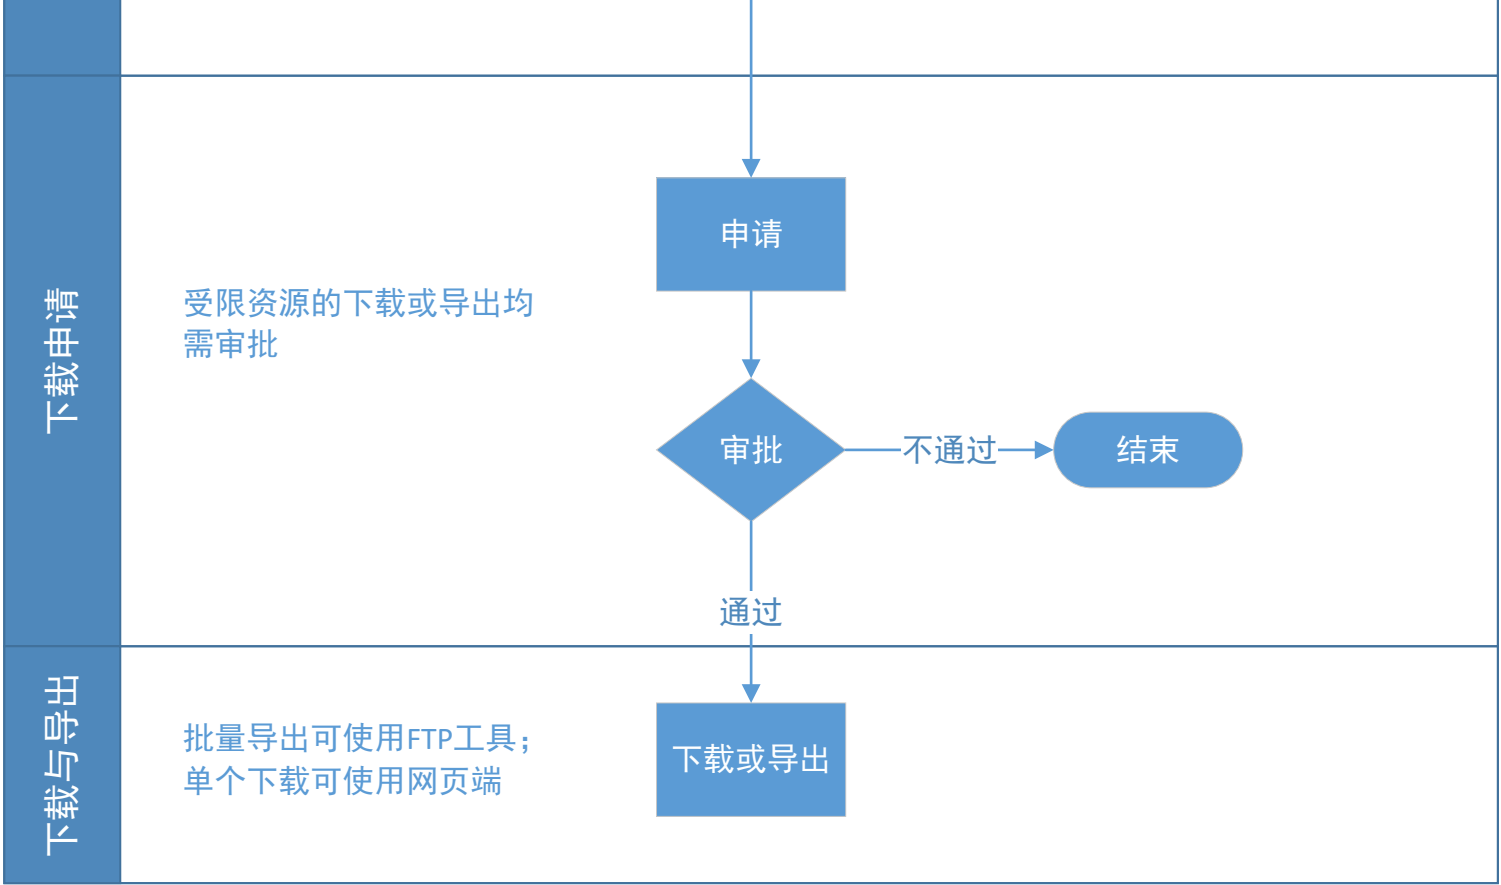 下载申请
申请
受限资源的下载或导出均
需审批
审批
不通过
结束
通过
下载与导出
批量导出可使用FTP工具；
单个下载可使用网页端
下载或导出